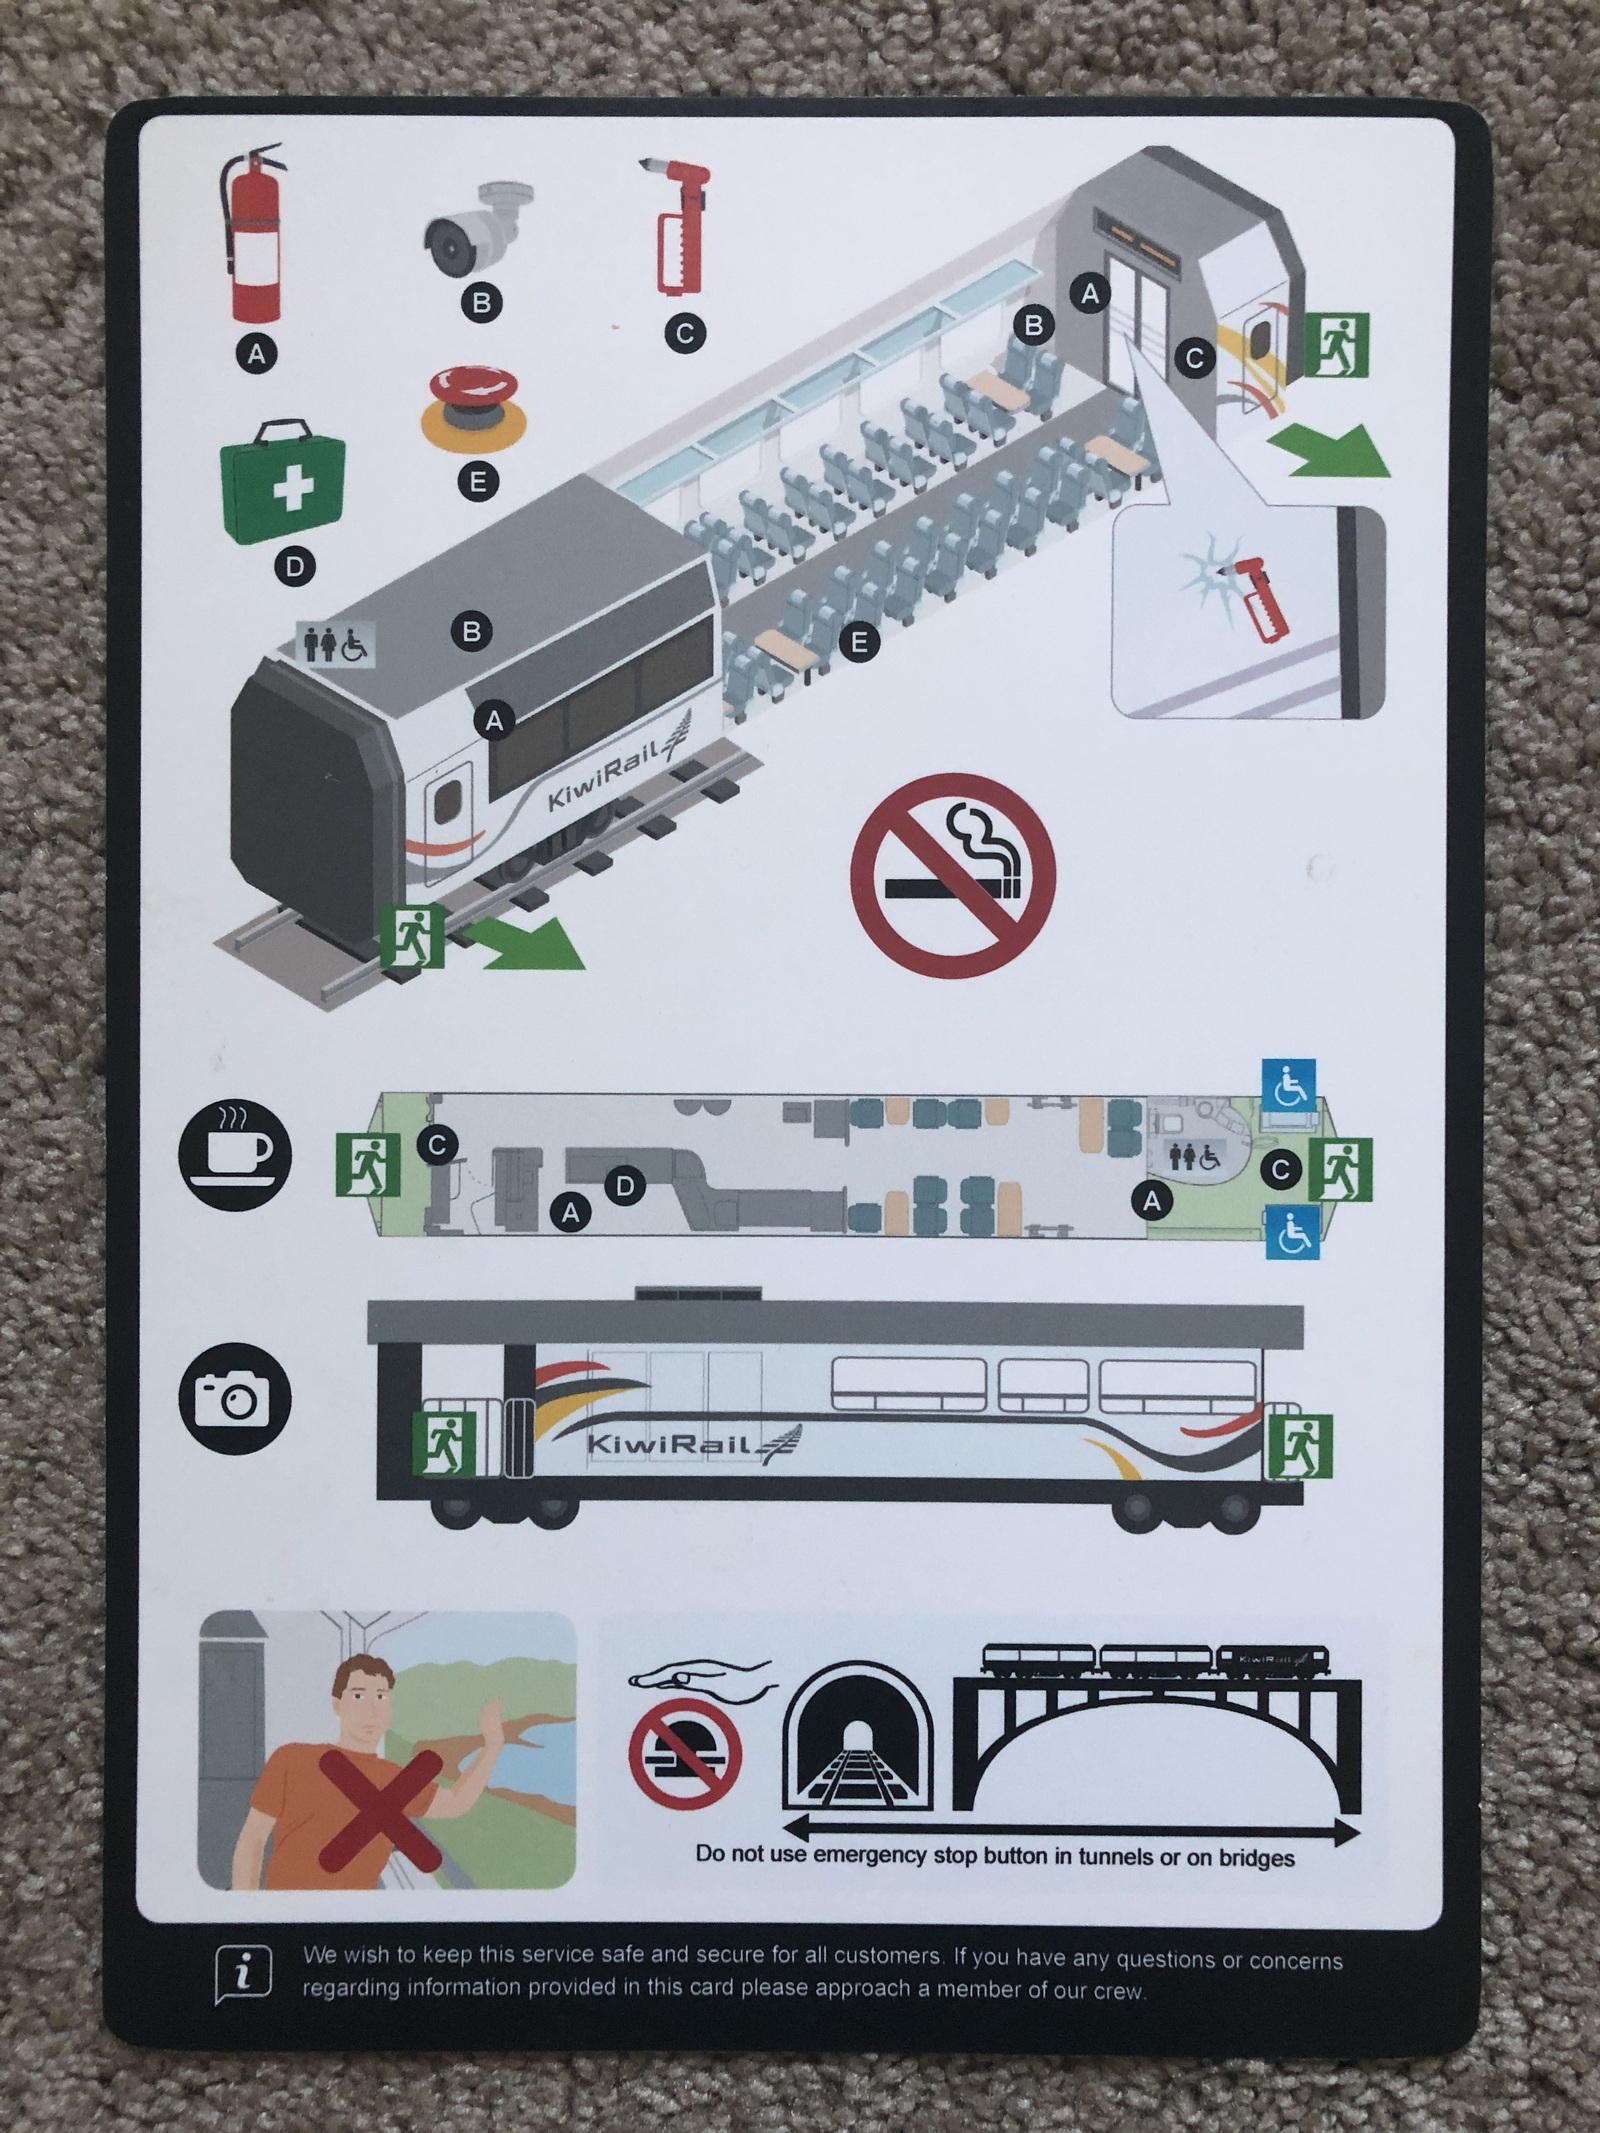 A
B
C
D
E
A
B
C
B
A
E
KiwiRail
C
D
A
A
C
KiwiRail
KiwiRail
Do not use emergency stop button in tunnels or on bridges
i
We wish to keep this service safe and secure for all customers. If you have any questions or concerns
regarding information provided in this card please approach a member of our crew.